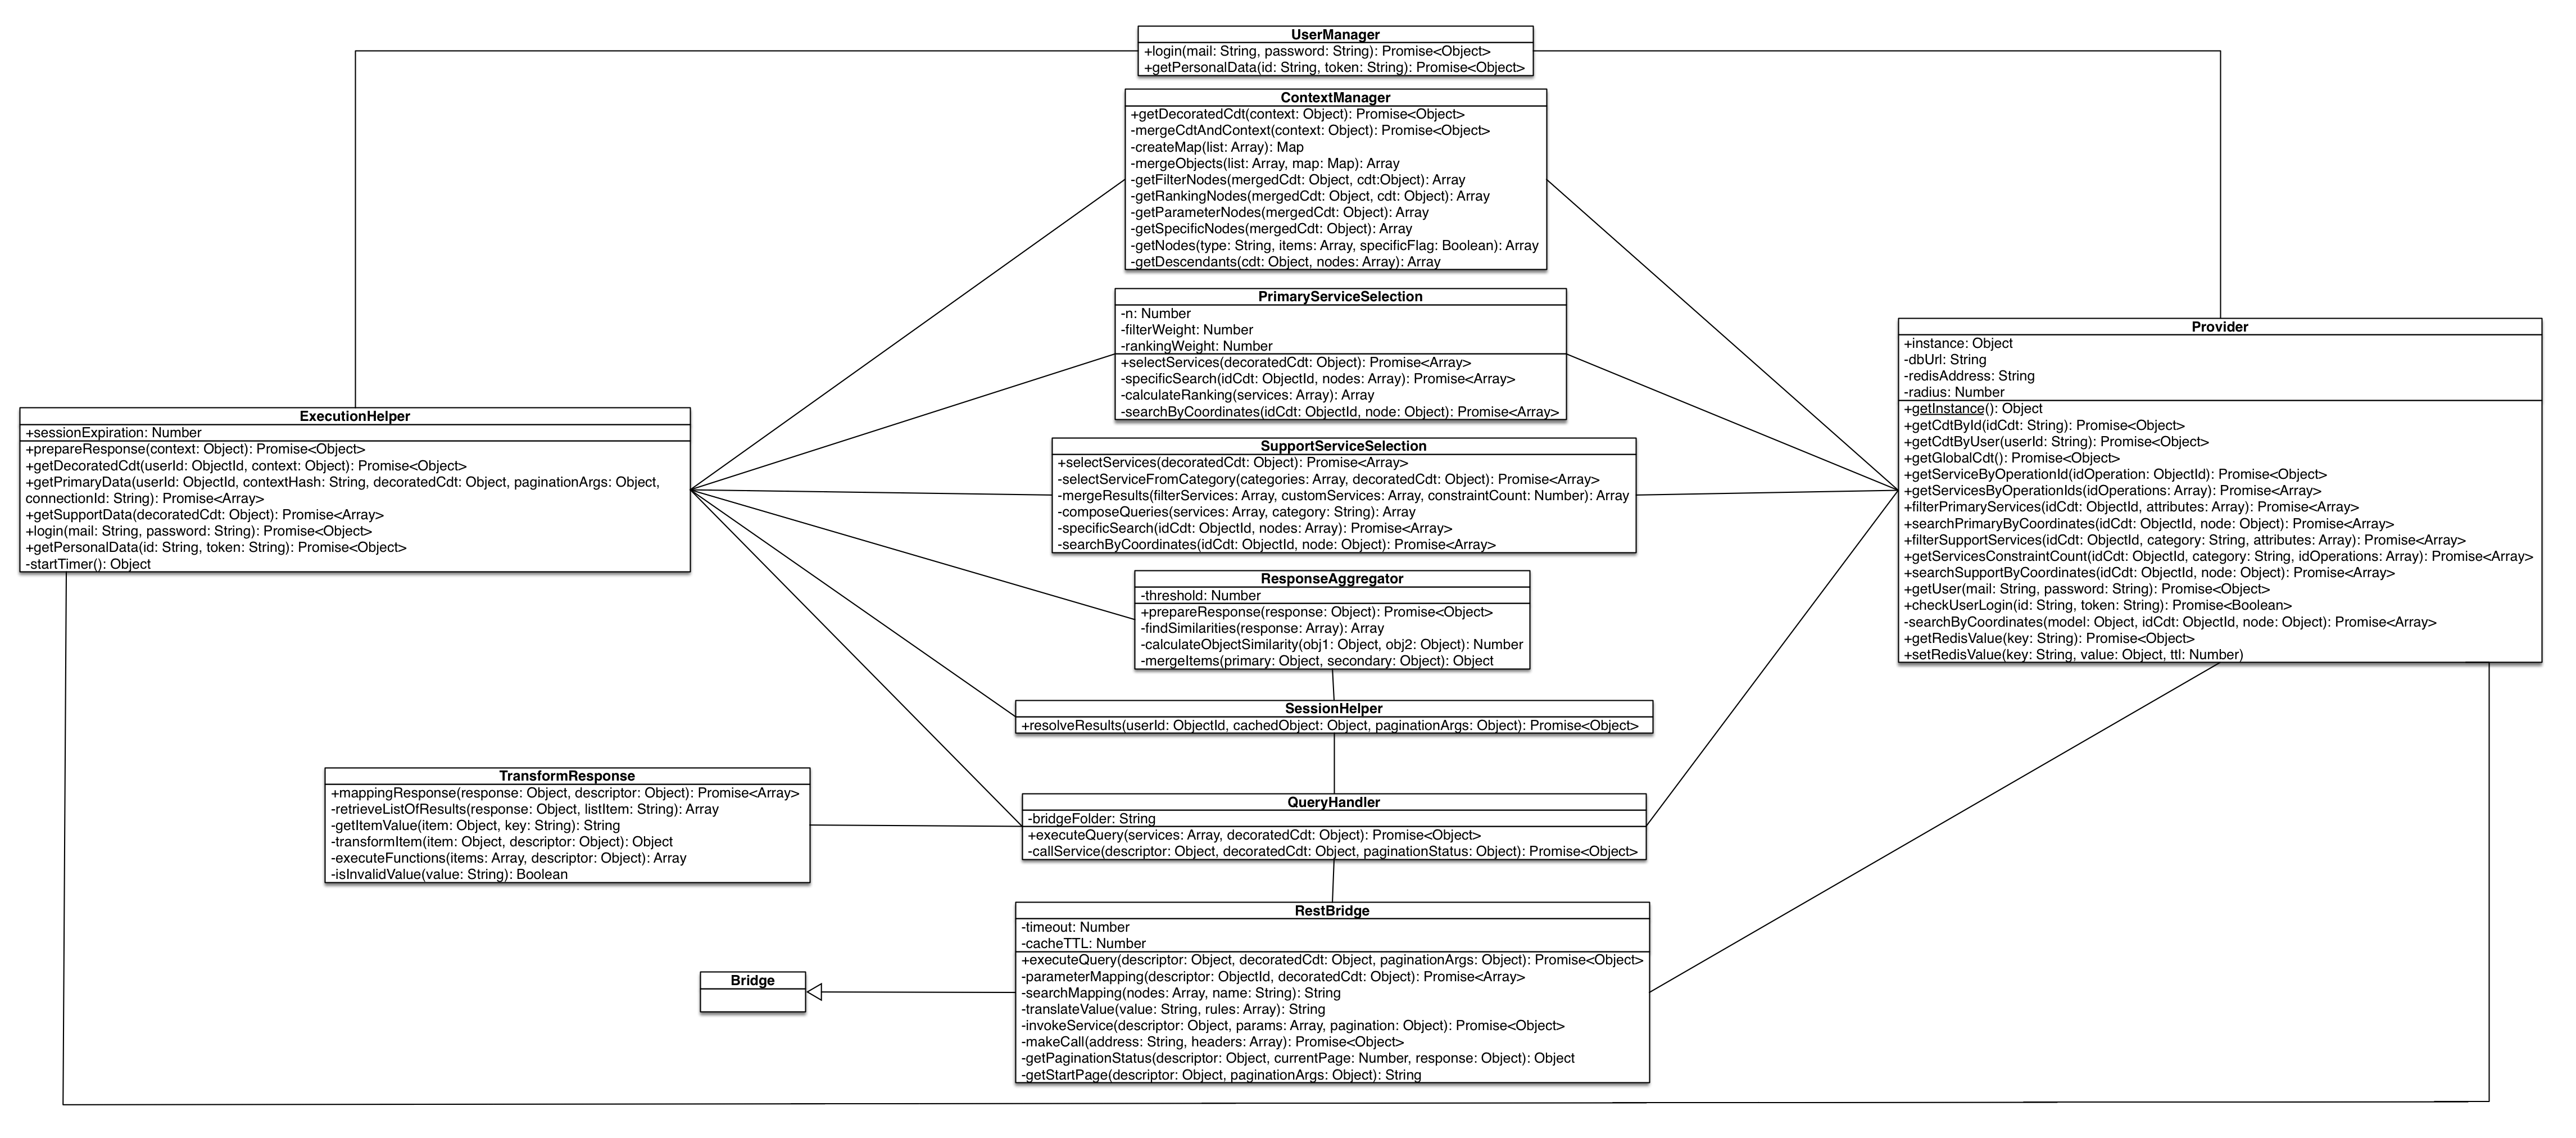 UserManager
+login(mail: String, password: String): Promise<Object>
+getPersonalData(id: String, token: String): Promise<Object>
ContextManager
+getDecoratedCdt(context: Object): Promise<Object>
-mergeCdtAndContext(context: Object): Promise<Object>
-createMap(list: Array): Map
-mergeObjects(list: Array, map: Map): Array
-getFilterNodes(mergedCdt: Object, cdt:Object): Array
-getRankingNodes(mergedCdt: Object, cdt: Object): Array
-getParameterNodes(mergedCdt: Object): Array
-getSpecificNodes(mergedCdt: Object): Array
-getNodes(type: String, items: Array, specificFlag: Boolean): Array
-getDescendants(cdt: Object, nodes: Array): Array
PrimaryServiceSelection
-n: Number
-filterWeight: Number
-rankingWeight: Number
+selectServices(decoratedCdt: Object): Promise<Array>
-specificSearch(idCdt: ObjectId, nodes: Array): Promise<Array>
-calculateRanking(services: Array): Array
-searchByCoordinates(idCdt: ObjectId, node: Object): Promise<Array>
Provider
+instance: Object
-dbUrl: String
-redisAddress: String
-radius: Number
+getInstance(): Object
+getCdtById(idCdt: String): Promise<Object>
+getCdtByUser(userId: String): Promise<Object>
+getGlobalCdt(): Promise<Object>
+getServiceByOperationId(idOperation: ObjectId): Promise<Object>
+getServicesByOperationIds(idOperations: Array): Promise<Array>
+filterPrimaryServices(idCdt: ObjectId, attributes: Array): Promise<Array>
+searchPrimaryByCoordinates(idCdt: ObjectId, node: Object): Promise<Array>
+filterSupportServices(idCdt: ObjectId, category: String, attributes: Array): Promise<Array>
+getServicesConstraintCount(idCdt: ObjectId, category: String, idOperations: Array): Promise<Array>
+searchSupportByCoordinates(idCdt: ObjectId, node: Object): Promise<Array>
+getUser(mail: String, password: String): Promise<Object>
+checkUserLogin(id: String, token: String): Promise<Boolean>
-searchByCoordinates(model: Object, idCdt: ObjectId, node: Object): Promise<Array>
+getRedisValue(key: String): Promise<Object>
+setRedisValue(key: String, value: Object, ttl: Number)
ExecutionHelper
+sessionExpiration: Number
+prepareResponse(context: Object): Promise<Object>
+getDecoratedCdt(userId: ObjectId, context: Object): Promise<Object>
+getPrimaryData(userId: ObjectId, contextHash: String, decoratedCdt: Object, paginationArgs: Object,
connectionId: String): Promise<Array>
+getSupportData(decoratedCdt: Object): Promise<Array>
+login(mail: String, password: String): Promise<Object>
+getPersonalData(id: String, token: String): Promise<Object>
-startTimer(): Object
SupportServiceSelection
+selectServices(decoratedCdt: Object): Promise<Array>
-selectServiceFromCategory(categories: Array, decoratedCdt: Object): Promise<Array>
-mergeResults(filterServices: Array, customServices: Array, constraintCount: Number): Array
-composeQueries(services: Array, category: String): Array
-specificSearch(idCdt: ObjectId, nodes: Array): Promise<Array>
-searchByCoordinates(idCdt: ObjectId, node: Object): Promise<Array>
ResponseAggregator
-threshold: Number
+prepareResponse(response: Object): Promise<Object>
-findSimilarities(response: Array): Array
-calculateObjectSimilarity(obj1: Object, obj2: Object): Number
-mergeItems(primary: Object, secondary: Object): Object
SessionHelper
+resolveResults(userId: ObjectId, cachedObject: Object, paginationArgs: Object): Promise<Object>
TransformResponse
+mappingResponse(response: Object, descriptor: Object): Promise<Array>
-retrieveListOfResults(response: Object, listItem: String): Array
-getItemValue(item: Object, key: String): String
-transformItem(item: Object, descriptor: Object): Object
-executeFunctions(items: Array, descriptor: Object): Array
-isInvalidValue(value: String): Boolean
QueryHandler
-bridgeFolder: String
+executeQuery(services: Array, decoratedCdt: Object): Promise<Object>
-callService(descriptor: Object, decoratedCdt: Object, paginationStatus: Object): Promise<Object>
RestBridge
-timeout: Number
-cacheTTL: Number
+executeQuery(descriptor: Object, decoratedCdt: Object, paginationArgs: Object): Promise<Object>
-parameterMapping(descriptor: ObjectId, decoratedCdt: Object): Promise<Array>
-searchMapping(nodes: Array, name: String): String
-translateValue(value: String, rules: Array): String
-invokeService(descriptor: Object, params: Array, pagination: Object): Promise<Object>
-makeCall(address: String, headers: Array): Promise<Object>
-getPaginationStatus(descriptor: Object, currentPage: Number, response: Object): Object
-getStartPage(descriptor: Object, paginationArgs: Object): String
Bridge